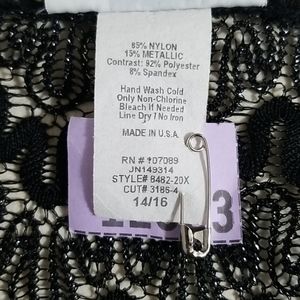 85% NYLON
15% METALLIC
Contrast: 92% Polyester
8% Spandex
Hand Wash Cold
Only Non-Chlorine
Bleach if Needed
Line Dry / No Iron
MADE IN U.S.A.
RN # 107089
JN149314
STYLE# 8482-20X
CUT# 3186-4
14/16